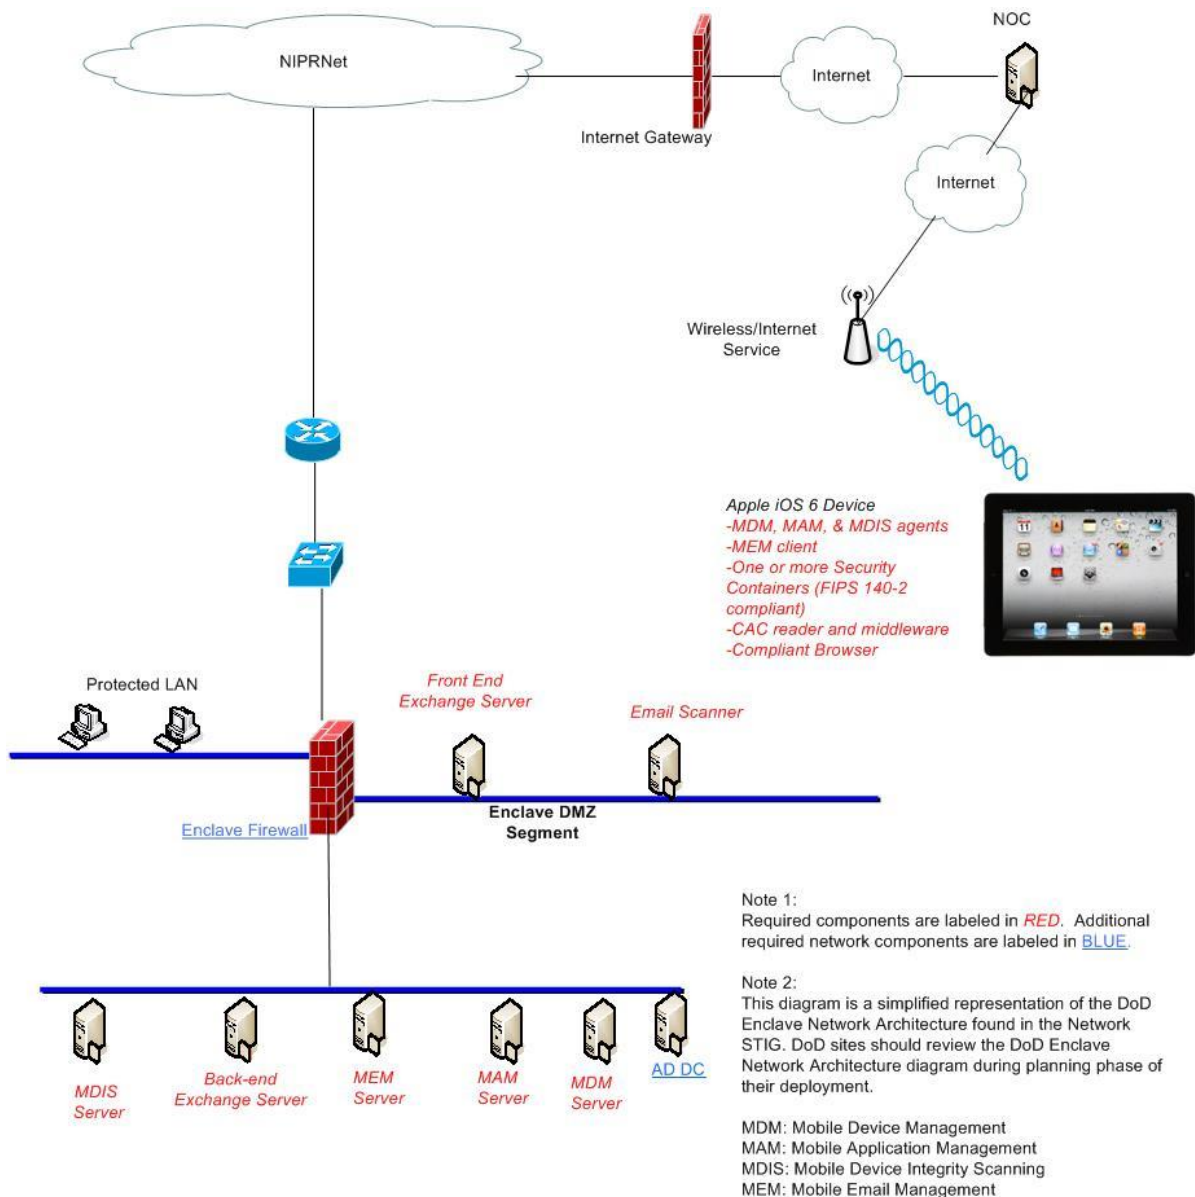 NOC
NIPRNet
Internet
Internet Gateway
Internet
Wireless/Internet
Service
Apple iOS 6 Device
-MDM, MAM, & MDIS agents
-MEM client
-One or more Security
Containers (FIPS 140-2
compliant)
-CAC reader and middleware
-Compliant Browser
11
Protected LAN
Front End
Exchange Server
Email Scanner
Enclave DMZ
Segment
Enclave Firewall
MDIS
Server
Back-end
Exchange Server
MEM
Server
MAM
Server
MDM
Server
AD DC
Note 1:
Required components are labeled in RED. Additional
required network components are labeled in BLUE.
Note 2:
This diagram is a simplified representation of the DoD
Enclave Network Architecture found in the Network
STIG. DoD sites should review the DoD Enclave
Network Architecture diagram during planning phase of
their deployment.
MDM: Mobile Device Management
MAM: Mobile Application Management
MDIS: Mobile Device Integrity Scanning
MEM: Mobile Email Management